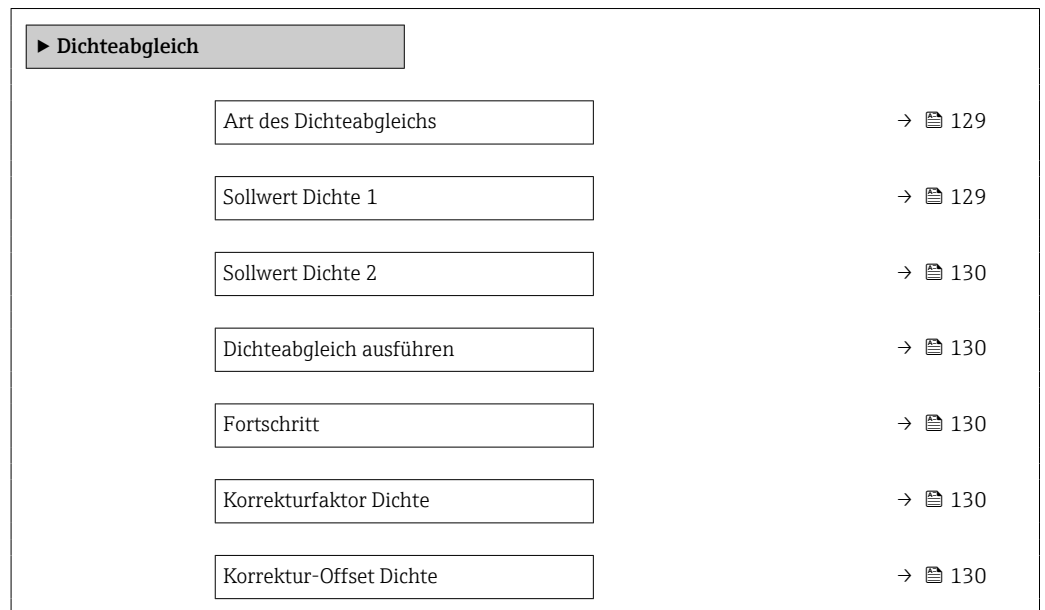 ▶ Dichteabgleich
Art des Dichteabgleichs → 129
Sollwert Dichte 1 → 129
Sollwert Dichte 2 → 130
Dichteabgleich ausführen → 130
Fortschritt → 130
Korrekturfaktor Dichte → 130
Korrektur-Offset Dichte → 130